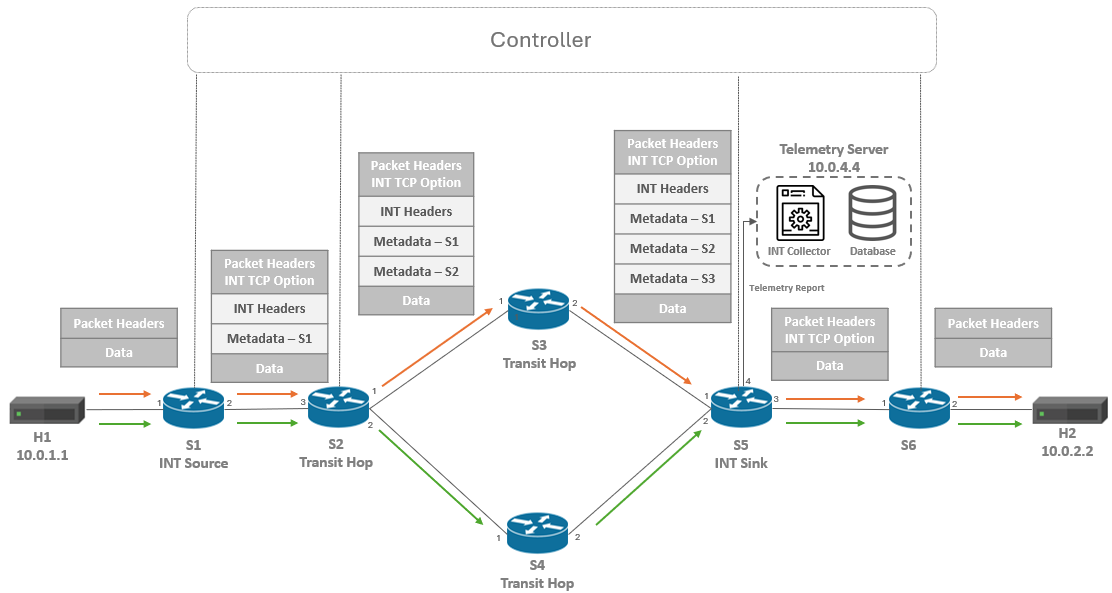 Controller
Packet Headers
INT TCP Option
INT Headers
Metadata – S1
Metadata – S2
Metadata – S3
Data
Telemetry Server
10.0.4.4
INT Collector
Database
Telemetry Report
Packet Headers
INT TCP Option
INT Headers
Metadata – S1
Metadata – S2
Data
Packet Headers
INT TCP Option
INT Headers
Metadata – S1
Data
Packet Headers
Data
1
2
S3
Transit Hop
Packet Headers
INT TCP Option
Data
Packet Headers
Data
H1
10.0.1.1
1
2
S1
INT Source
3
1
2
S2
Transit Hop
1
2
4
3
S5
INT Sink
1
2
S6
H2
10.0.2.2
1
2
S4
Transit Hop